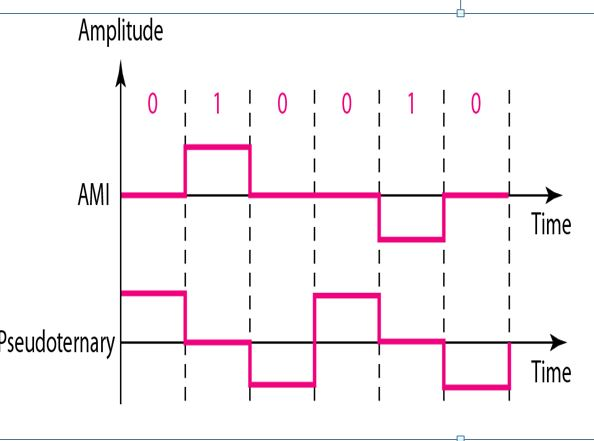 Amplitude
0 1 0 0 1 0
AMI
Time
Pseudoternary
Time